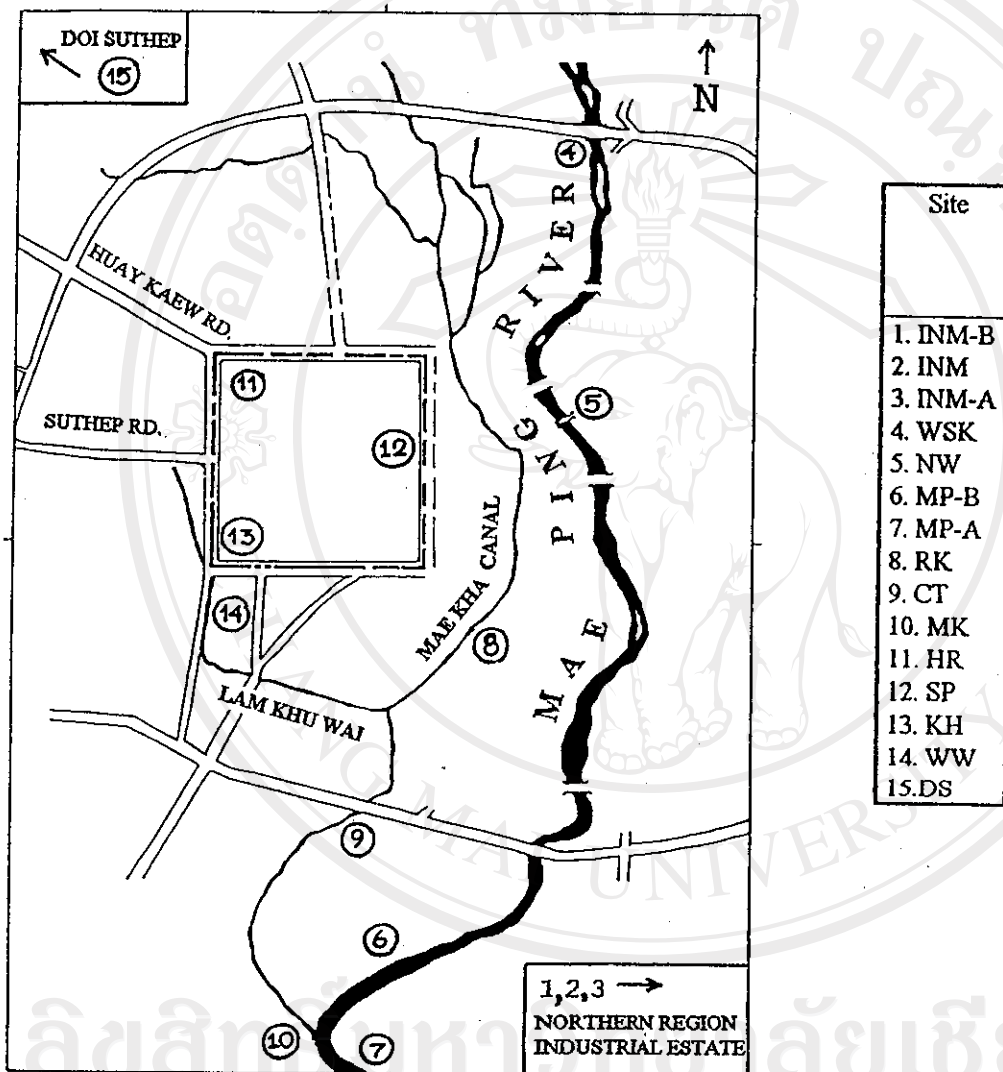 DOI SUTHEP
15
N
4
HUAY KAEW RD.
11
SUTHEP RD.
12
5
13
14
MAE KHA CANAL
8
MAE PING RIVER
LAM KHU WAI
9
6
10
7
1,2,3
NORTHERN REGION
INDUSTRIAL ESTATE
Site
1. INM-B
2. INM
3. INM-A
4. WSK
5. NW
6. MP-B
7. MP-A
8. RK
9. CT
10. MK
11. HR
12. SP
13. KH
14. WW
15.DS